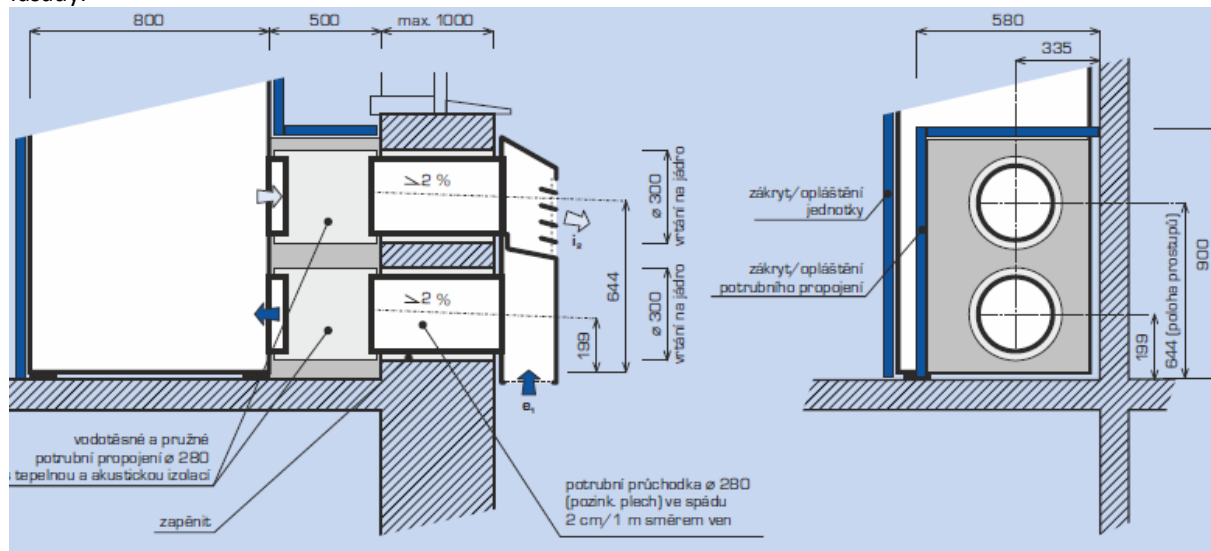 fasády.
800
500
max. 1000
580
335
2 %
ø 300
vrtání na jádro
i₂
644
2 %
ø 300
vrtání na jádro
199
e₁
zákryt/opláštění
jednotky
zákryt/opláštění
potrubního propojení
900
644 (poloha prostupů)
199
vodotěsné a pružné
potrubní propojení ø 280
s tepelnou a akustickou izolací
zapěnit
potrubní průchodka ø 280
(pozink. plech) ve spádu
2 cm/1 m směrem ven